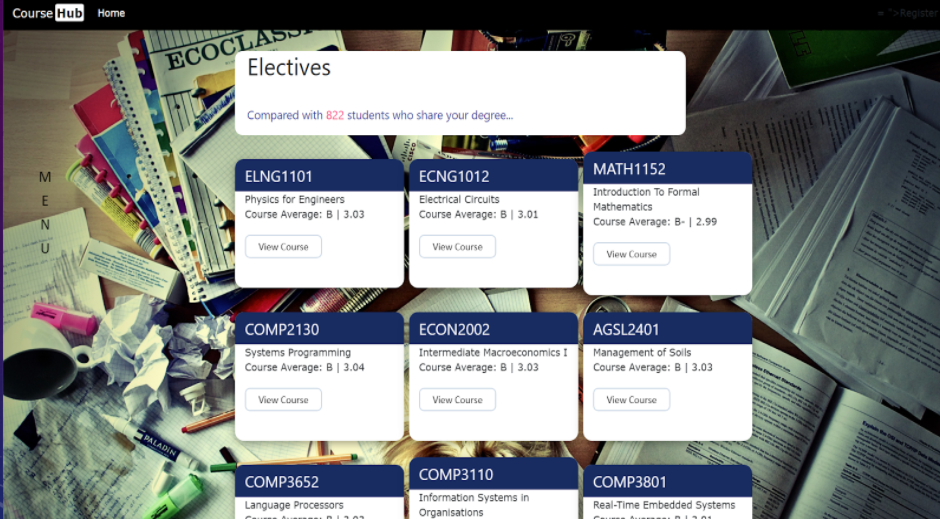 Course Hub
Home
= ">Register
ECOCLASS
Electives
Compared with 822 students who share your degree...
M
E
N
U
ELNG1101
Physics for Engineers
Course Average: B | 3.03
View Course
ECNG1012
Electrical Circuits
Course Average: B | 3.01
View Course
MATH1152
Introduction To Formal
Mathematics
Course Average: B- | 2.99
View Course
COMP2130
Systems Programming
Course Average: B | 3.04
View Course
ECON2002
Intermediate Macroeconomics I
Course Average: B | 3.03
View Course
AGSL2401
Management of Soils
Course Average: B | 3.03
View Course
PALADIN
COMP3652
Language Processors
COMP3110
Information Systems in
Organisations
COMP3801
Real-Time Embedded Systems